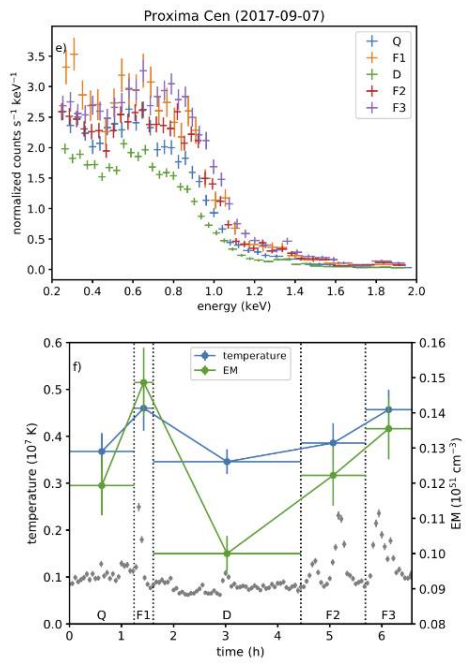 Proxima Cen (2017-09-07)
e)
Q
F1
D
F2
F3
3.5
3.0
2.5
2.0
1.5
1.0
0.5
0.0
normalized counts s⁻¹ keV⁻¹
0.2 0.4 0.6 0.8 1.0 1.2 1.4 1.6 1.8 2.0
energy (keV)
f)
temperature
EM
0.6
0.5
0.4
0.3
0.2
0.1
0.0
temperature (10⁷ K)
0.16
0.15
0.14
0.13
0.12
0.11
0.10
0.09
0.08
EM (10⁵¹ cm⁻³)
Q F1 D F2 F3
0 1 2 3 4 5 6
time (h)